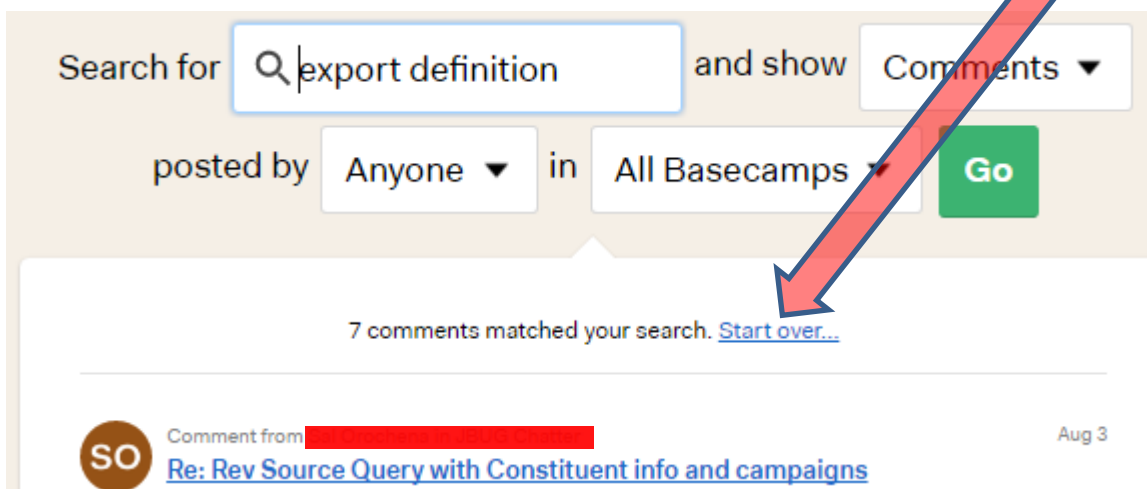 Search for export definition and show Comments
posted by Anyone in All Basecamps Go
7 comments matched your search. Start over...
SO Comment from Aug 3
Re: Rev Source Query with Constituent info and campaigns